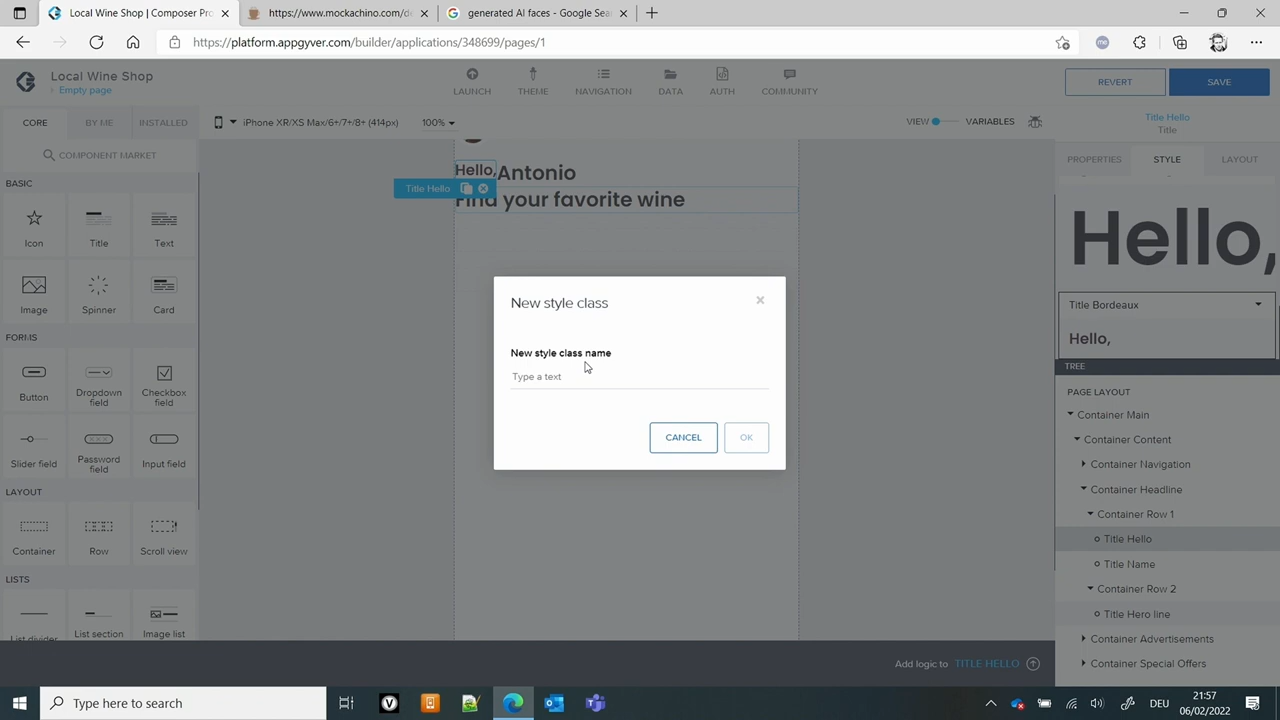 Local Wine Shop | Composer Pro
https://www.mockachino.com/de
generated AI faces - Google Sea
https://platform.appgyver.com/builder/applications/348699/pages/1
Local Wine Shop
Empty page
LAUNCH
THEME
NAVIGATION
DATA
AUTH
COMMUNITY
REVERT
SAVE
CORE
BY ME
INSTALLED
iPhone XR/XS Max/6+/7+/8+ (414px)
100%
VIEW
VARIABLES
Title Hello
Title
COMPONENT MARKET
PROPERTIES
STYLE
LAYOUT
BASIC
Icon
Title
Text
Image
Spinner
Card
FORMS
Button
Dropdown field
Checkbox field
Slider field
Password field
Input field
LAYOUT
Container
Row
Scroll view
LISTS
List divider
List section
Image list
Hello, Antonio
Title Hello
Find your favorite wine
New style class
New style class name
Type a text
CANCEL
OK
Hello,
Title Bordeaux
Hello,
TREE
PAGE LAYOUT
Container Main
Container Content
Container Navigation
Container Headline
Container Row 1
Title Hello
Title Name
Container Row 2
Title Hero line
Container Advertisements
Container Special Offers
Add logic to TITLE HELLO
Type here to search
DEU
21:57
06/02/2022